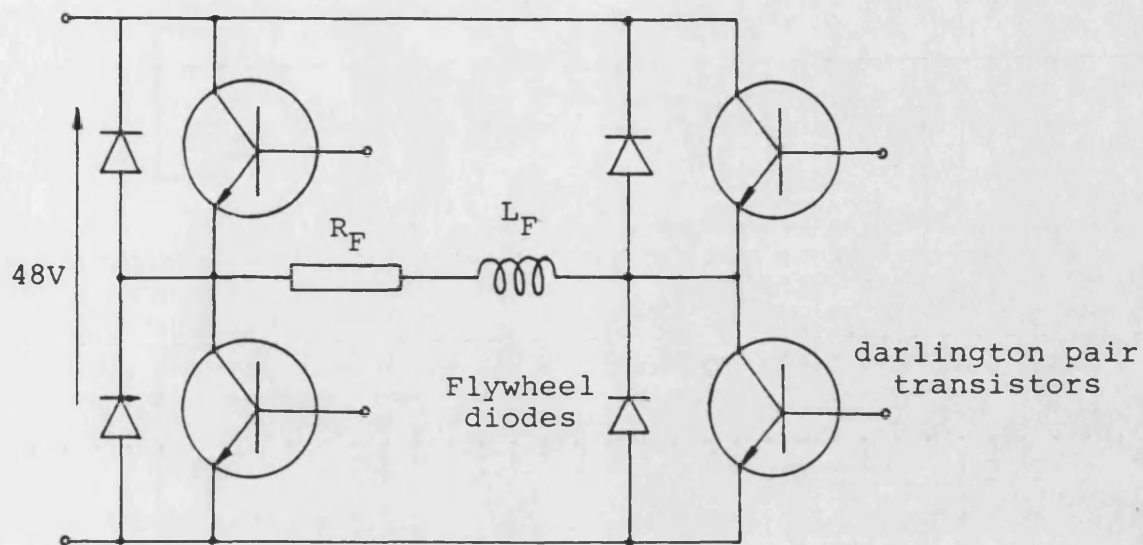 R_F
L_F
48V
Flywheel
diodes
darlington pair
transistors